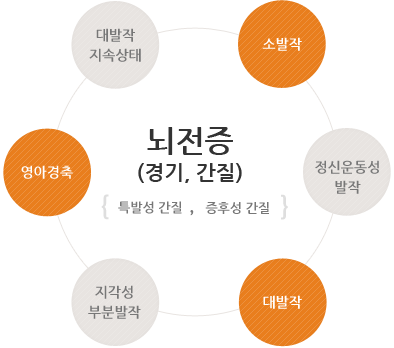 대발작
지속상태
소발작
영아경축
뇌전증
(경기, 간질)
{ 특발성 간질 , 증후성 간질 }
정신운동성
발작
지각성
부분발작
대발작